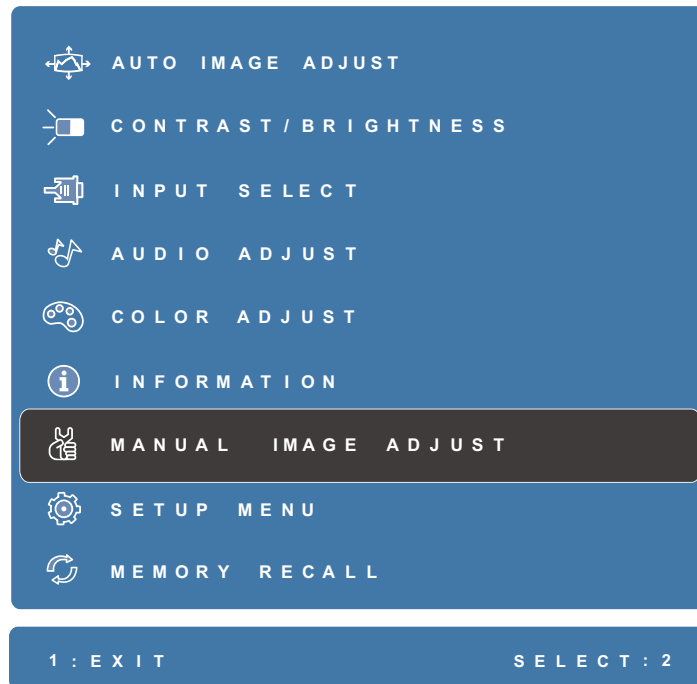 AUTO IMAGE ADJUST
CONTRAST/BRIGHTNESS
INPUT SELECT
AUDIO ADJUST
COLOR ADJUST
INFORMATION
MANUAL IMAGE ADJUST
SETUP MENU
MEMORY RECALL
1:EXIT SELECT:2